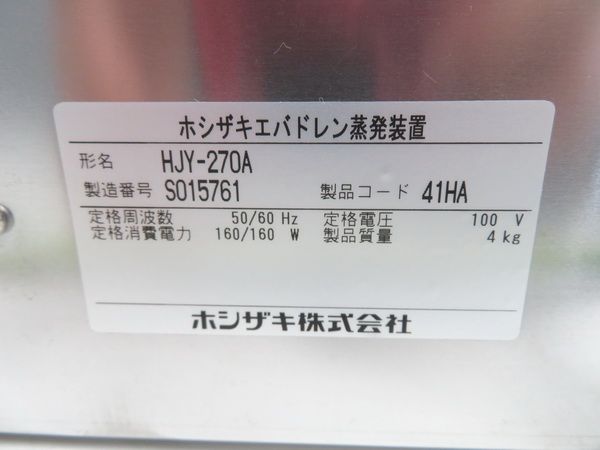 ホシザキエバドレン蒸発装置
形名 HJY-270A
製造番号 S015761 製品コード 41HA
定格周波数 50/60 Hz 定格電圧 100 V
定格消費電力 160/160 W 製品質量 4 kg
ホシザキ株式会社